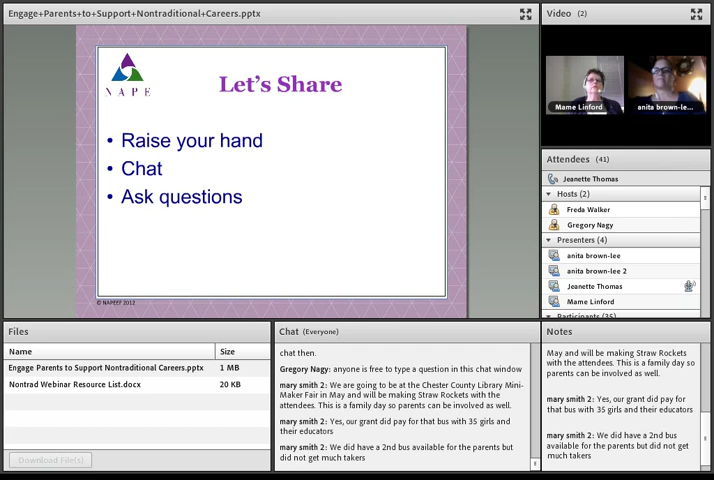 Engage+Parents+to+Support+Nontraditional+Careers.pptx
NAPE
Let's Share
• Raise your hand
• Chat
• Ask questions
© NAPEEF 2012
Video (2)
Mame Linford
anita brown-le...
Attendees (41)
Jeanette Thomas
Hosts (2)
Freda Walker
Gregory Nagy
Presenters (4)
anita brown-lee
anita brown-lee 2
Jeanette Thomas
Mame Linford
Participants (35)
Files
Name
Size
Engage Parents to Support Nontraditional Careers.pptx
1 MB
Nontrad Webinar Resource List.docx
20 KB
Download File(s)
Chat (Everyone)
chat then.
Gregory Nagy: anyone is free to type a question in this chat window
mary smith 2: We are going to be at the Chester County Library Mini-
Maker Fair in May and will be making Straw Rockets with the
attendees. This is a family day so parents can be involved as well.
mary smith 2: Yes, our grant did pay for that bus with 35 girls and
their educators
mary smith 2: We did have a 2nd bus available for the parents but
did not get much takers
Notes
May and will be making Straw Rockets
with the attendees. This is a family day so
parents can be involved as well.
mary smith 2: Yes, our grant did pay for
that bus with 35 girls and their educators
mary smith 2: We did have a 2nd bus
available for the parents but did not get
much takers